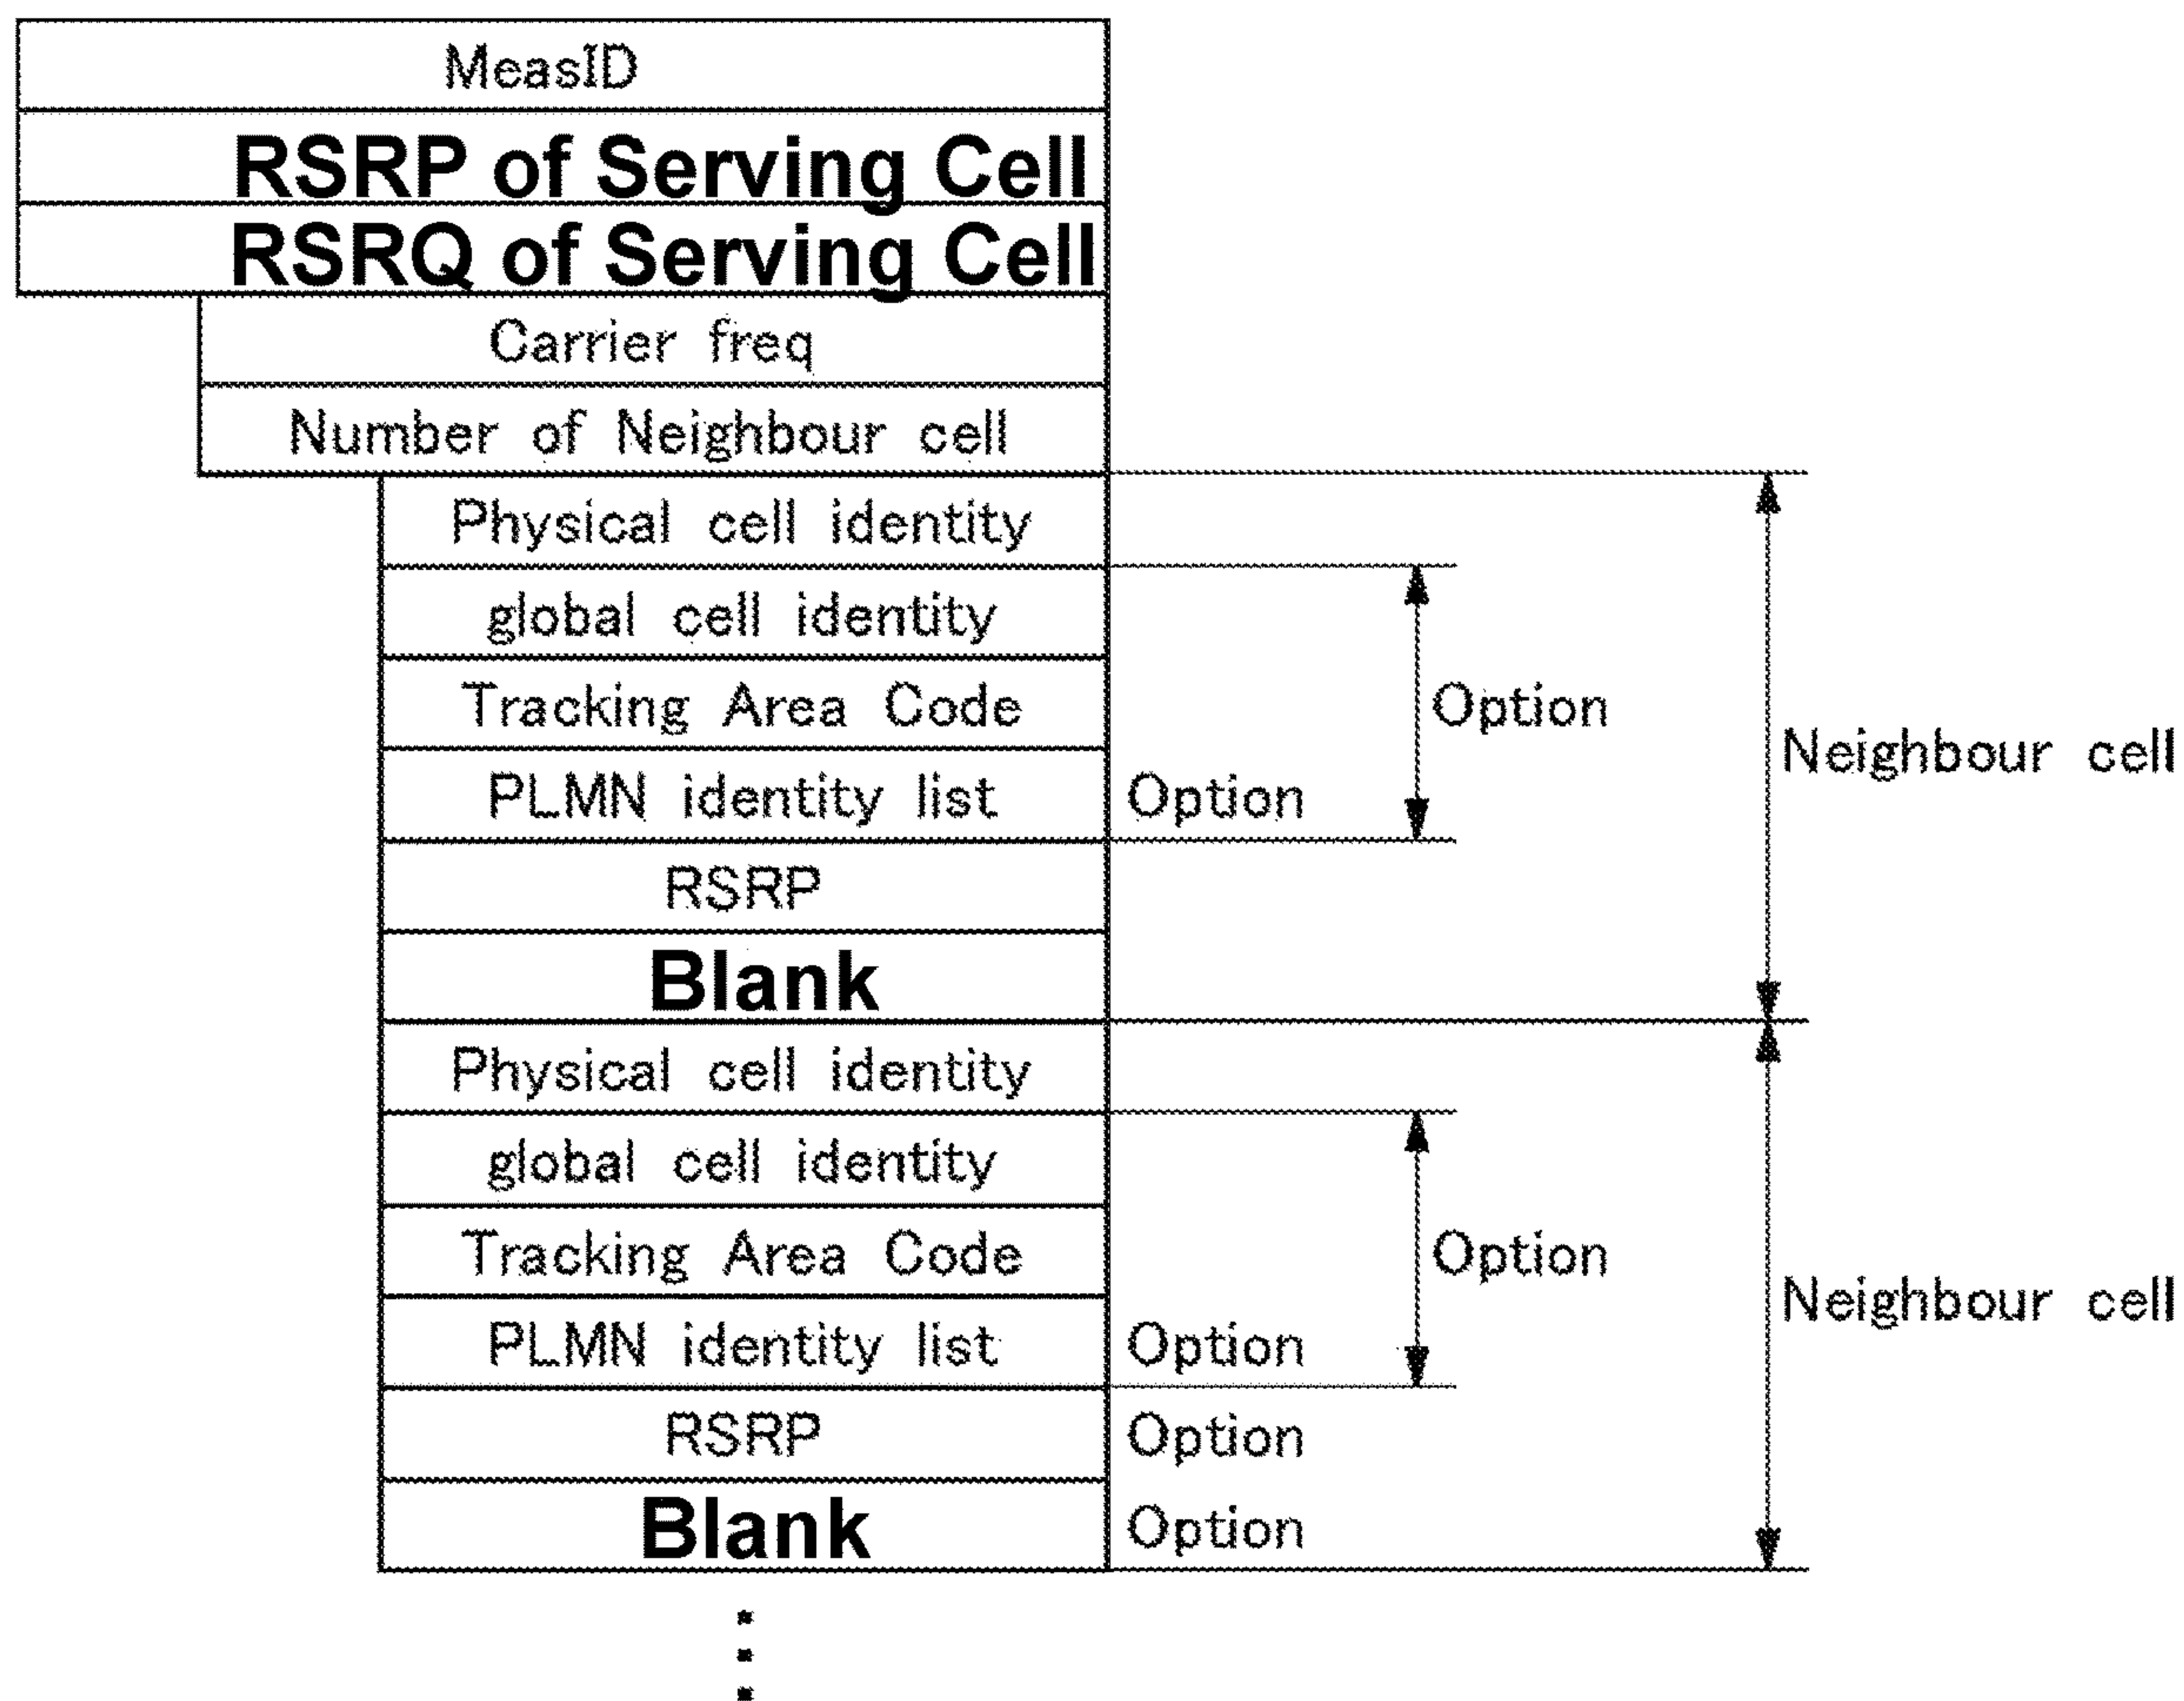 MeasID
RSRP of Serving Cell
RSRQ of Serving Cell
Carrier freq
Number of Neighbour cell
Physical cell identity
global cell identity
Tracking Area Code
Option
Neighbour cell
PLMN identity list
Option
RSRP
Blank
Physical cell identity
global cell identity
Tracking Area Code
Option
Neighbour cell
PLMN identity list
Option
RSRP
Option
Blank
Option